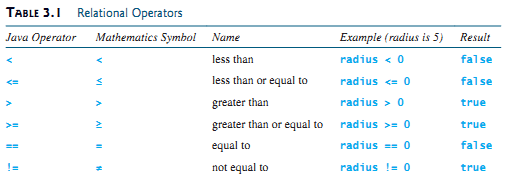 TABLE 3.1 Relational Operators
Java Operator Mathematics Symbol Name Example (radius is 5) Result
< < less than radius < 0 false
<= ≤ less than or equal to radius <= 0 false
> > greater than radius > 0 true
>= ≥ greater than or equal to radius >= 0 true
== = equal to radius == 0 false
!= ≠ not equal to radius != 0 true